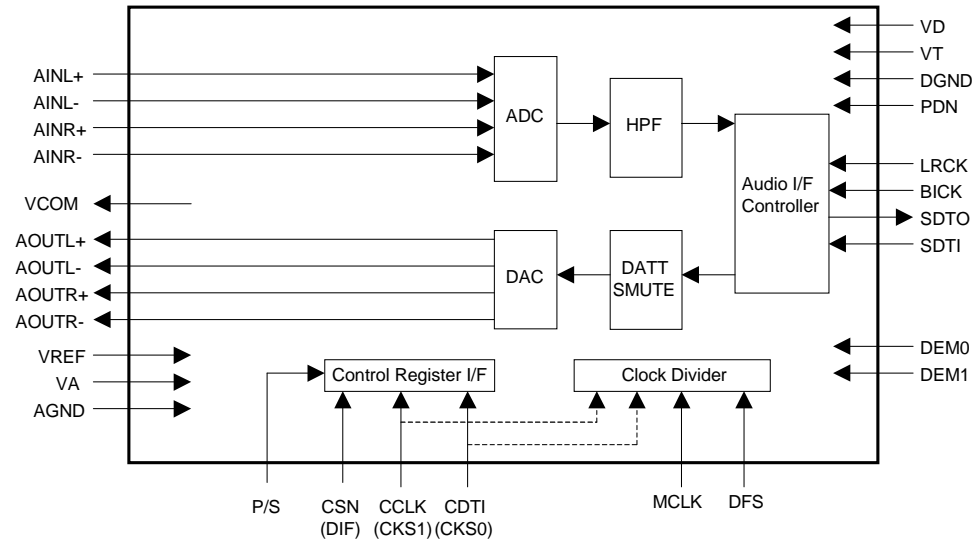 AINL+
AINL-
AINR+
AINR-
VCOM
AOUTL+
AOUTL-
AOUTR+
AOUTR-
VREF
VA
AGND
ADC
HPF
Audio I/F
Controller
DAC
DATT
SMUTE
Control Register I/F
Clock Divider
VD
VT
DGND
PDN
LRCK
BICK
SDTO
SDTI
DEM0
DEM1
P/S
CSN
(DIF)
CCLK
(CKS1)
CDTI
(CKS0)
MCLK
DFS